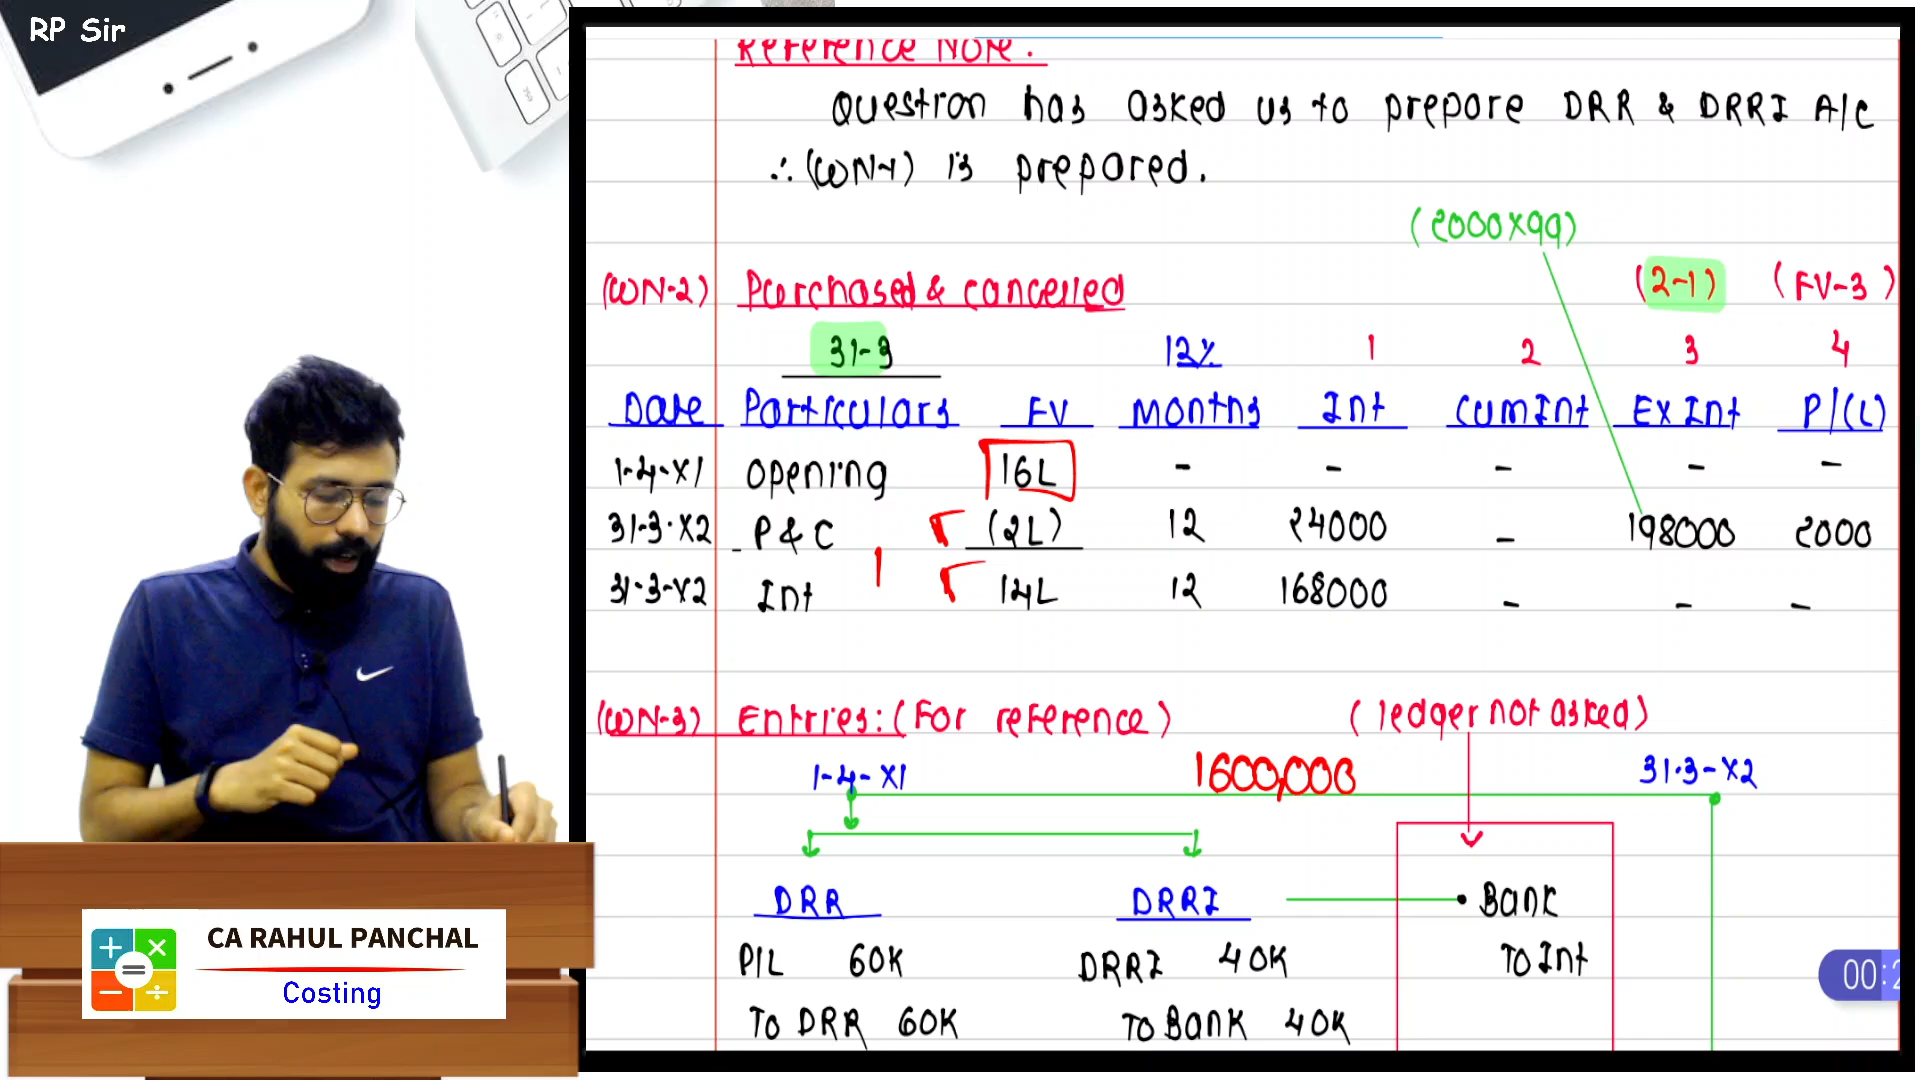 RP Sir
Reference Note:
Question has asked us to prepare DRR & DRRI A/C
∴ (WN-1) is prepared.
(2000x99)
(WN-2) Purchased & cancelled (2-1) (FV-3)
31-3 12% 1 2 3 4
Date Particulars FV Months Int Cum Int Ex Int P/(L)
1-4-X1 Opening 16L - - - - -
31-3-X2 P & C (2L) 12 24000 - 198000 2000
31-3-X2 Int 14L 12 168000 - - -
(WN-3) Entries: (For reference) (ledger not asked)
1-4-X1 1600,000 31-3-X2
DRR DRRI Bank
P/L 60K DRRI 40K To Int
To DRR 60K To Bank 40K
CA RAHUL PANCHAL
Costing